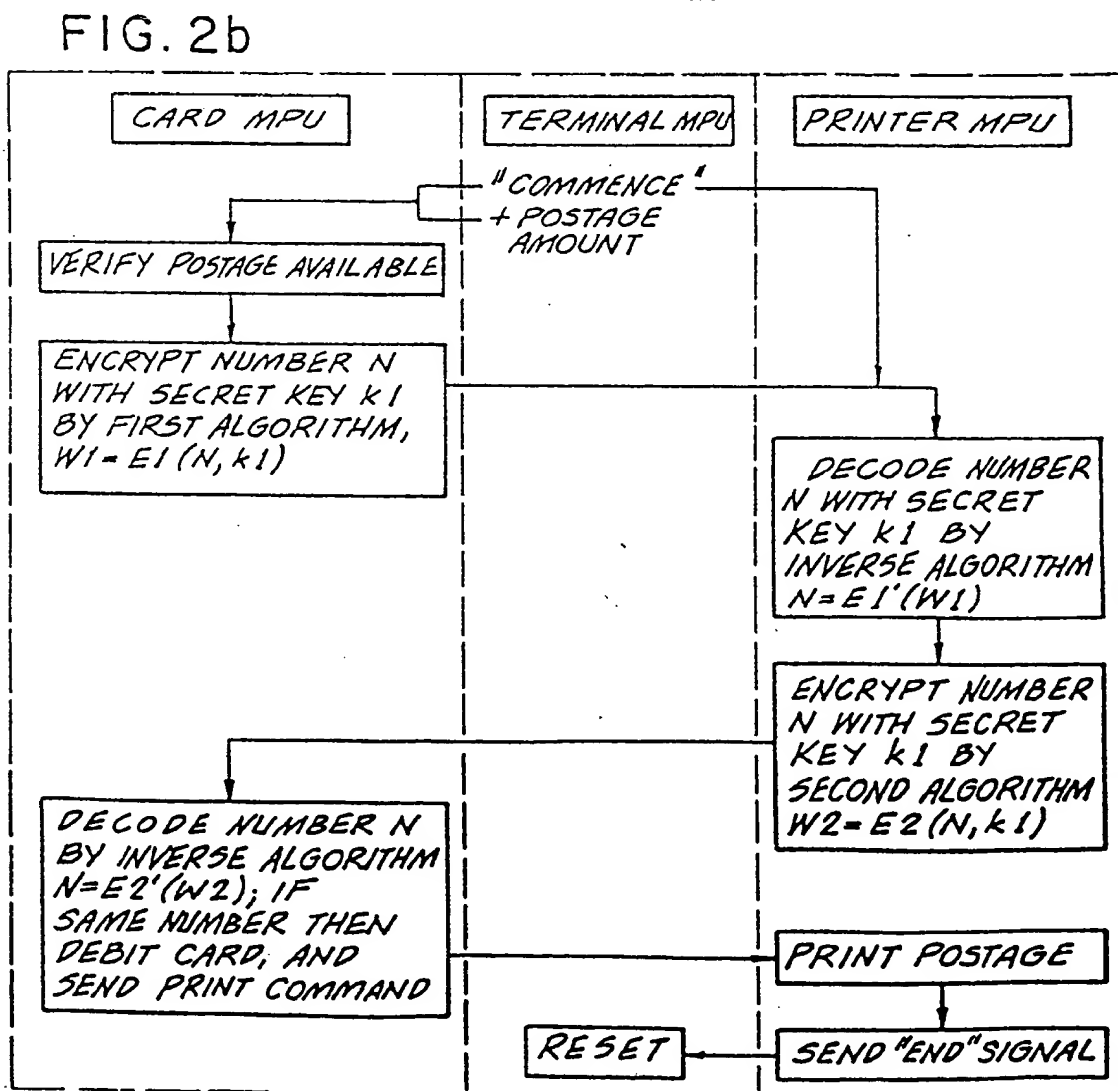 FIG. 2b
CARD MPU
TERMINAL MPU
PRINTER MPU
"COMMENCE"
+ POSTAGE
AMOUNT
VERIFY POSTAGE AVAILABLE
ENCRYPT NUMBER N
WITH SECRET KEY k1
BY FIRST ALGORITHM,
W1=E1(N,k1)
DECODE NUMBER
N WITH SECRET
KEY k1 BY
INVERSE ALGORITHM
N=E1'(W1)
ENCRYPT NUMBER
N WITH SECRET
KEY k1 BY
SECOND ALGORITHM
W2=E2(N,k1)
DECODE NUMBER N
BY INVERSE ALGORITHM
N=E2'(W2); IF
SAME NUMBER THEN
DEBIT CARD, AND
SEND PRINT COMMAND
PRINT POSTAGE
SEND "END" SIGNAL
RESET